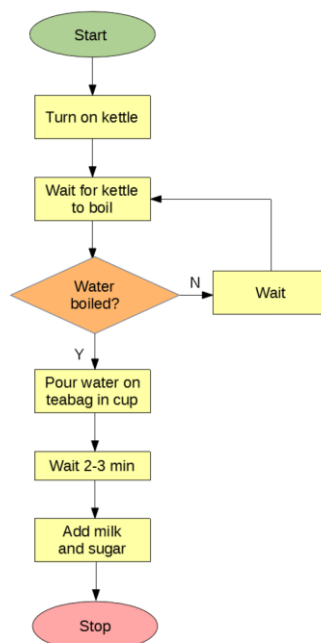 Start
Turn on kettle
Wait for kettle
to boil
Water
boiled?
N
Wait
Y
Pour water on
teabag in cup
Wait 2-3 min
Add milk
and sugar
Stop